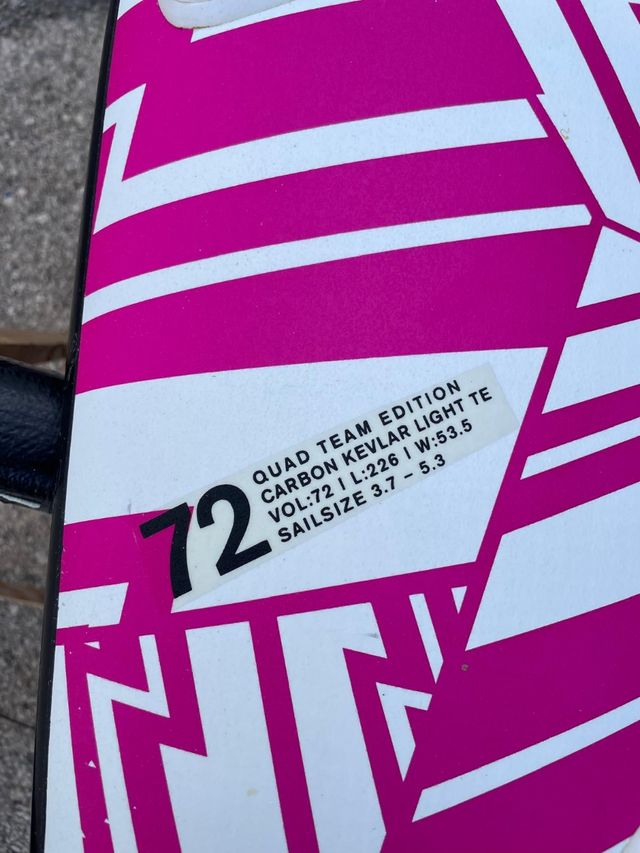 72
QUAD TEAM EDITION
CARBON KEVLAR LIGHT TE
VOL:72 I L:226 I W:53.5
SAILSIZE 3.7 – 5.3